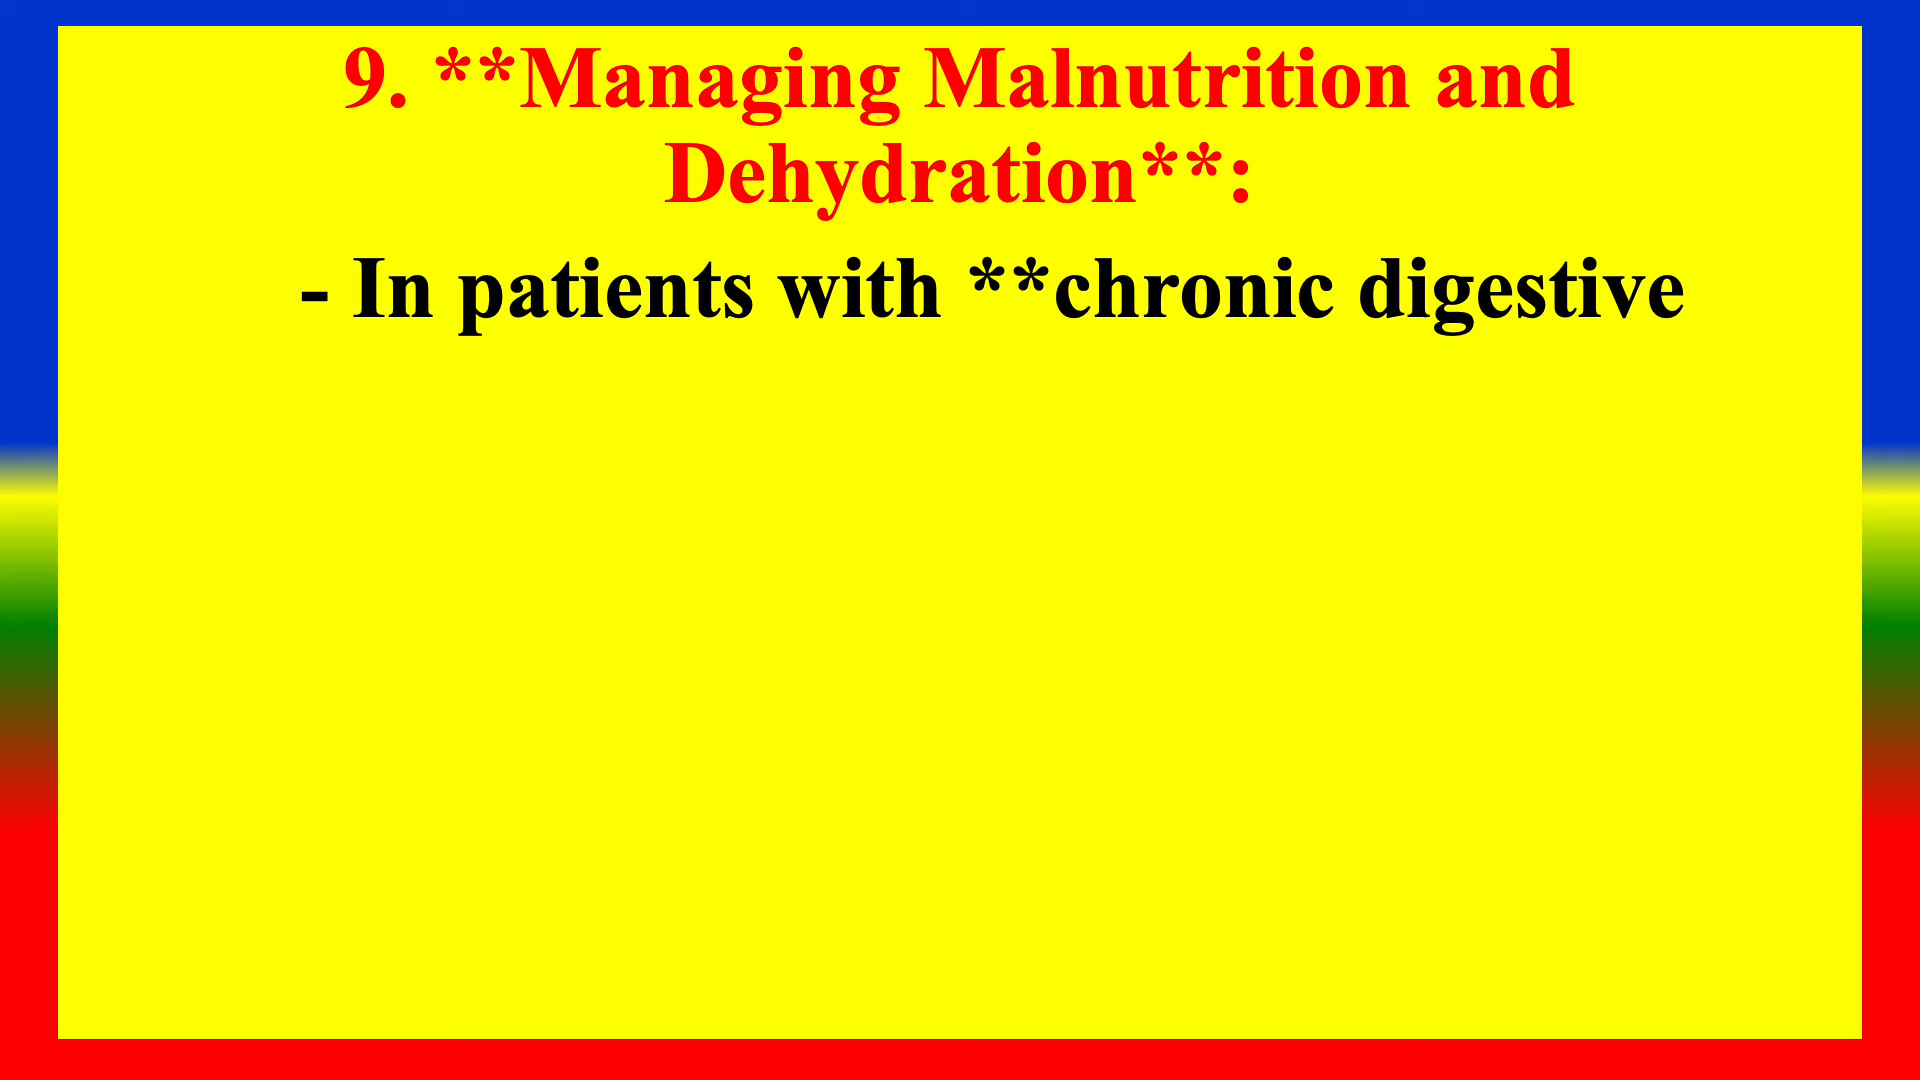 9. **Managing Malnutrition and
Dehydration**:
- In patients with **chronic digestive